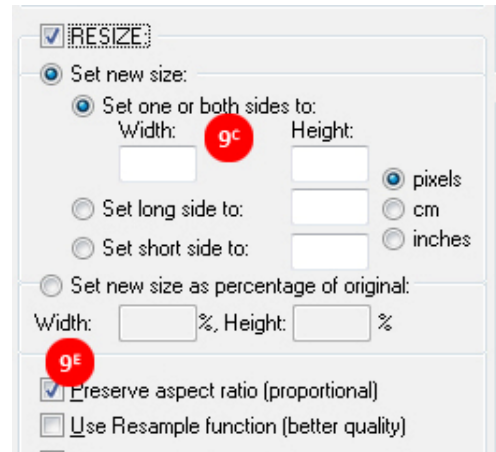 RESIZE:
Set new size:
Set one or both sides to:
Width: 9C Height:
pixels
Set long side to: cm
Set short side to: inches
Set new size as percentage of original:
Width: %, Height: %
9E
Preserve aspect ratio (proportional)
Use Resample function (better quality)